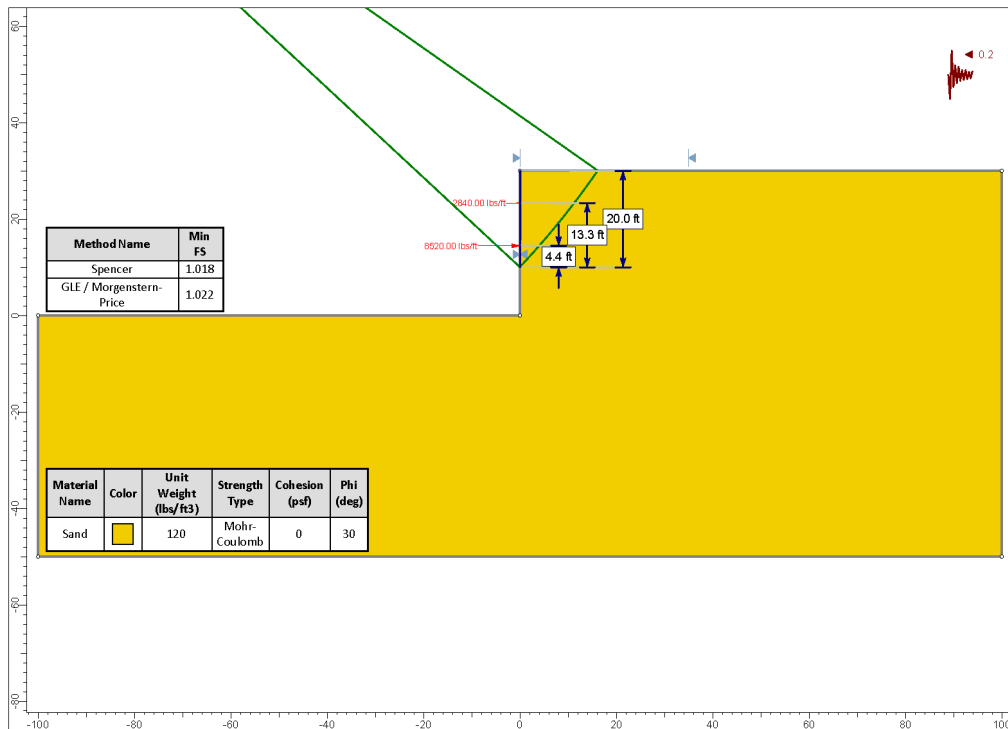 60
40
20
0
-20
-40
-60
-80
0.2
2840.00 lbs/ft
8520.00 lbs/ft
20.0 ft
13.3 ft
4.4 ft
Method Name Min FS
Spencer 1.018
GLE / Morgenstern-Price 1.022
Material Name Color Unit Weight (lbs/ft3) Strength Type Cohesion (psf) Phi (deg)
Sand 120 Mohr-Coulomb 0 30
-100 -80 -60 -40 -20 0 20 40 60 80 100